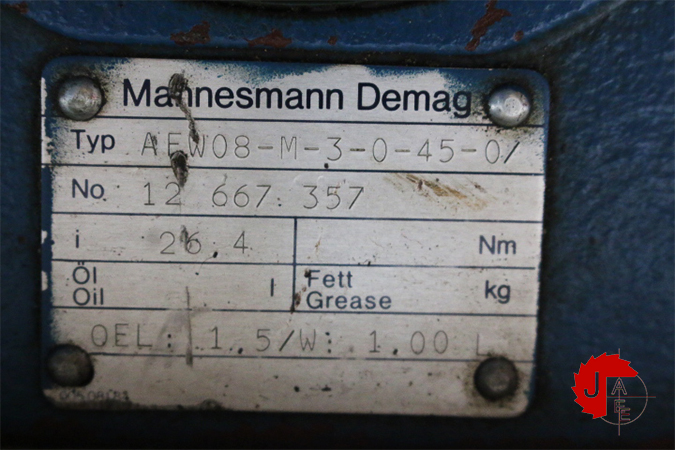 Mannesmann Demag
Typ AEW08-M-3-0-45-0/
No. 12 667 357
i 26.4 Nm
Öl Oil l Fett Grease kg
OEL: 1.5/W: 1.00 L
JAEE